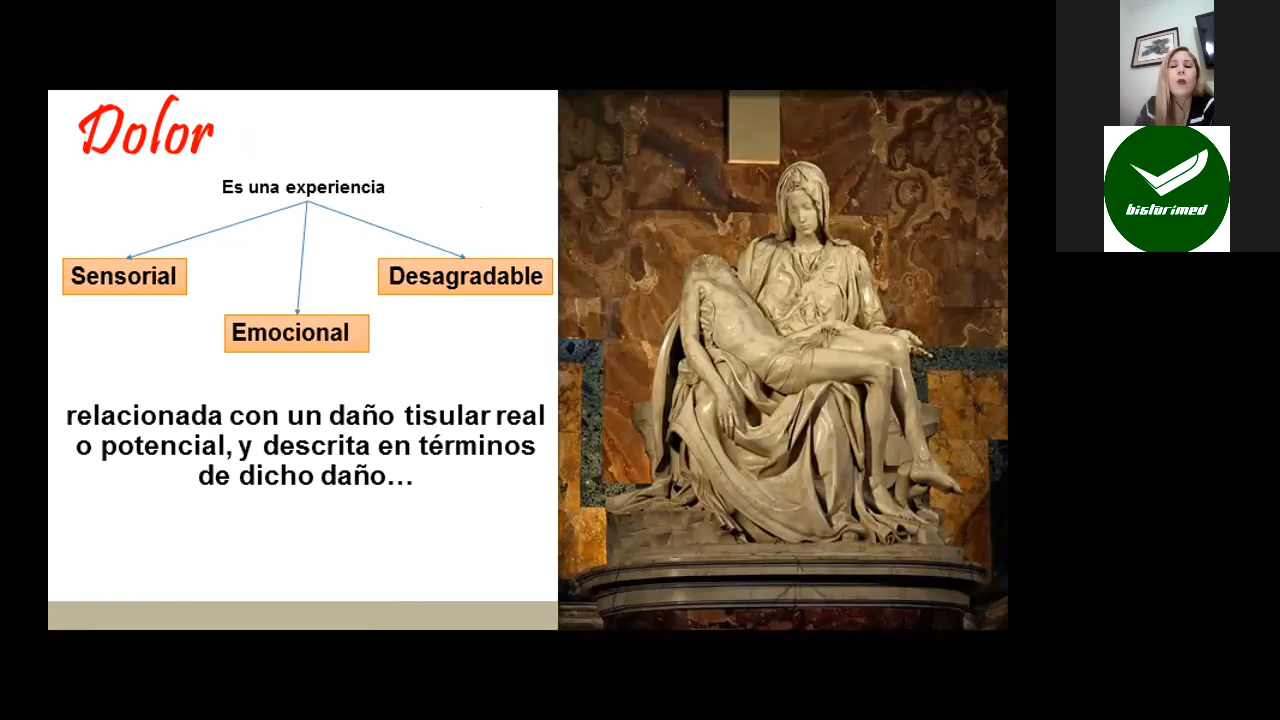 Dolor
Es una experiencia
Sensorial
Desagradable
Emocional
relacionada con un daño tisular real
o potencial, y descrita en términos
de dicho daño...
bisturimed